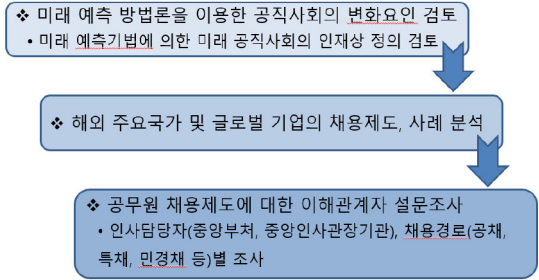 ❖ 미래 예측 방법론을 이용한 공직사회의 변화요인 검토
• 미래 예측기법에 의한 미래 공직사회의 인재상 정의 검토
❖ 해외 주요국가 및 글로벌 기업의 채용제도, 사례 분석
❖ 공무원 채용제도에 대한 이해관계자 설문조사
• 인사담당자(중앙부처, 중앙인사관장기관), 채용경로(공채,
특채, 민경채 등)별 조사